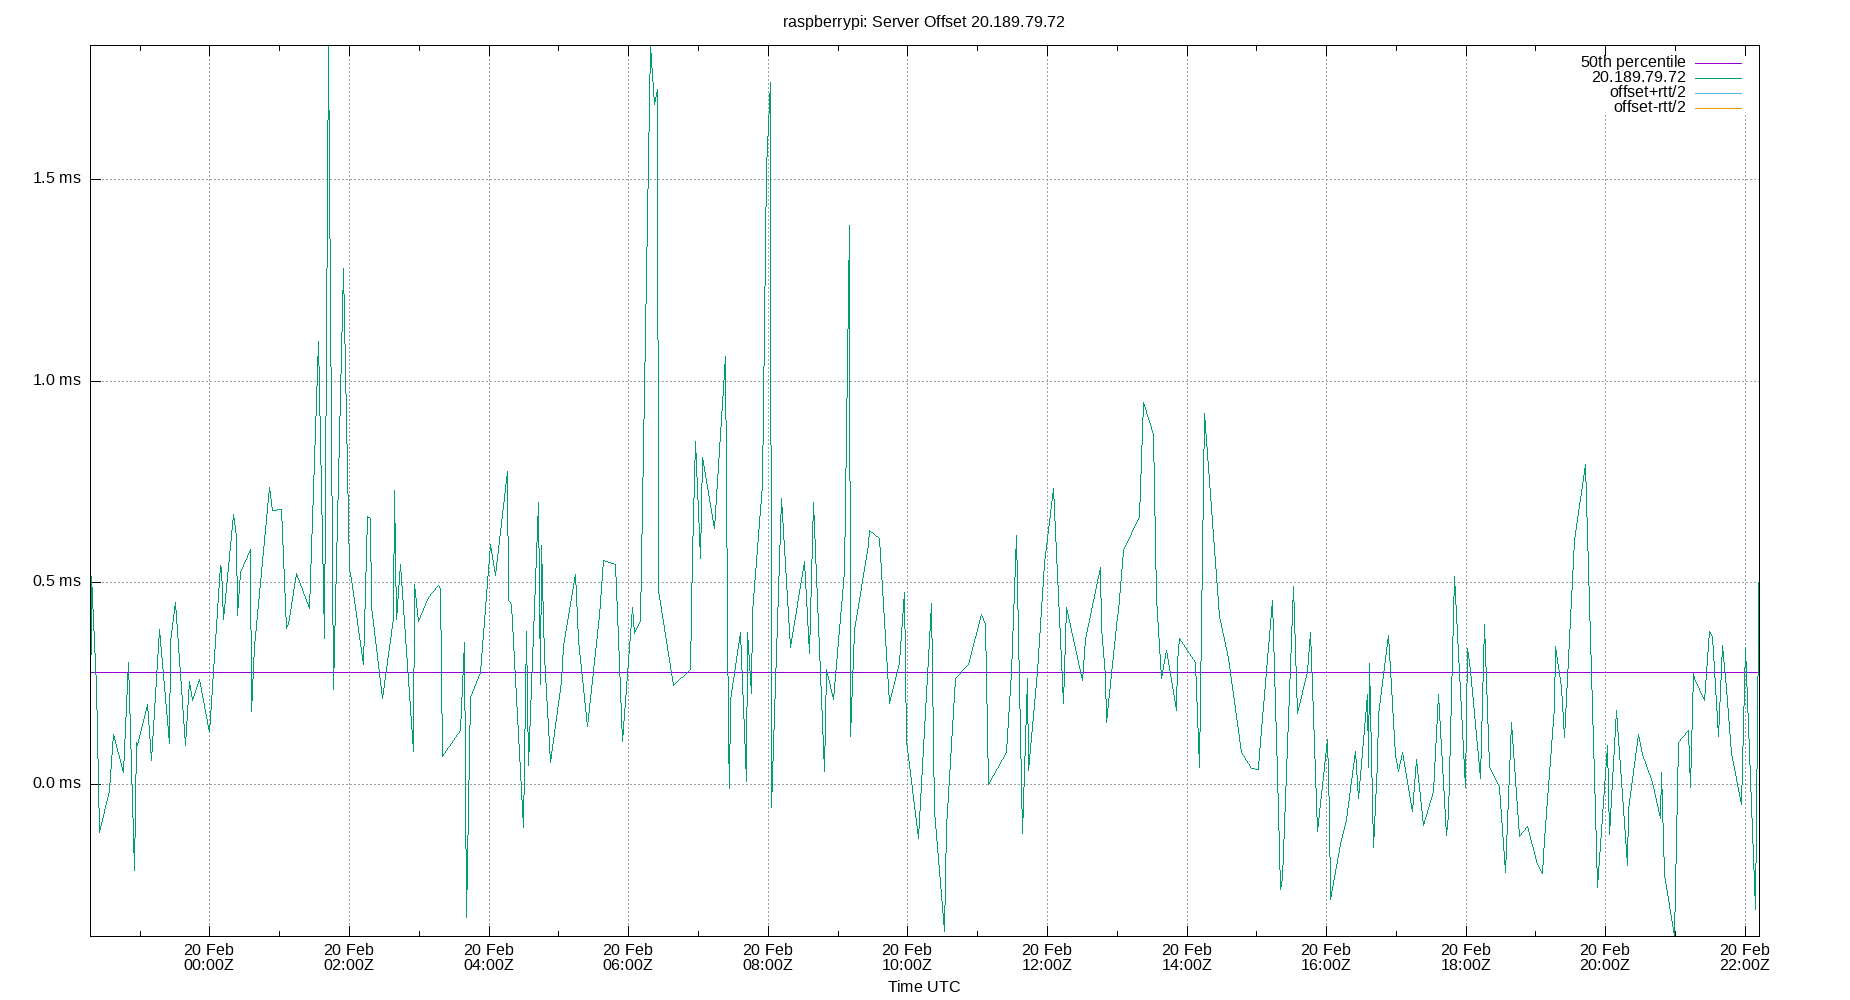 raspberrypi: Server Offset 20.189.79.72
50th percentile
20.189.79.72
offset+rtt/2
offset-rtt/2
1.5 ms
1.0 ms
0.5 ms
0.0 ms
20 Feb 20 Feb 20 Feb 20 Feb 20 Feb 20 Feb 20 Feb 20 Feb 20 Feb 20 Feb 20 Feb 20 Feb
00:00Z 02:00Z 04:00Z 06:00Z 08:00Z 10:00Z 12:00Z 14:00Z 16:00Z 18:00Z 20:00Z 22:00Z
Time UTC